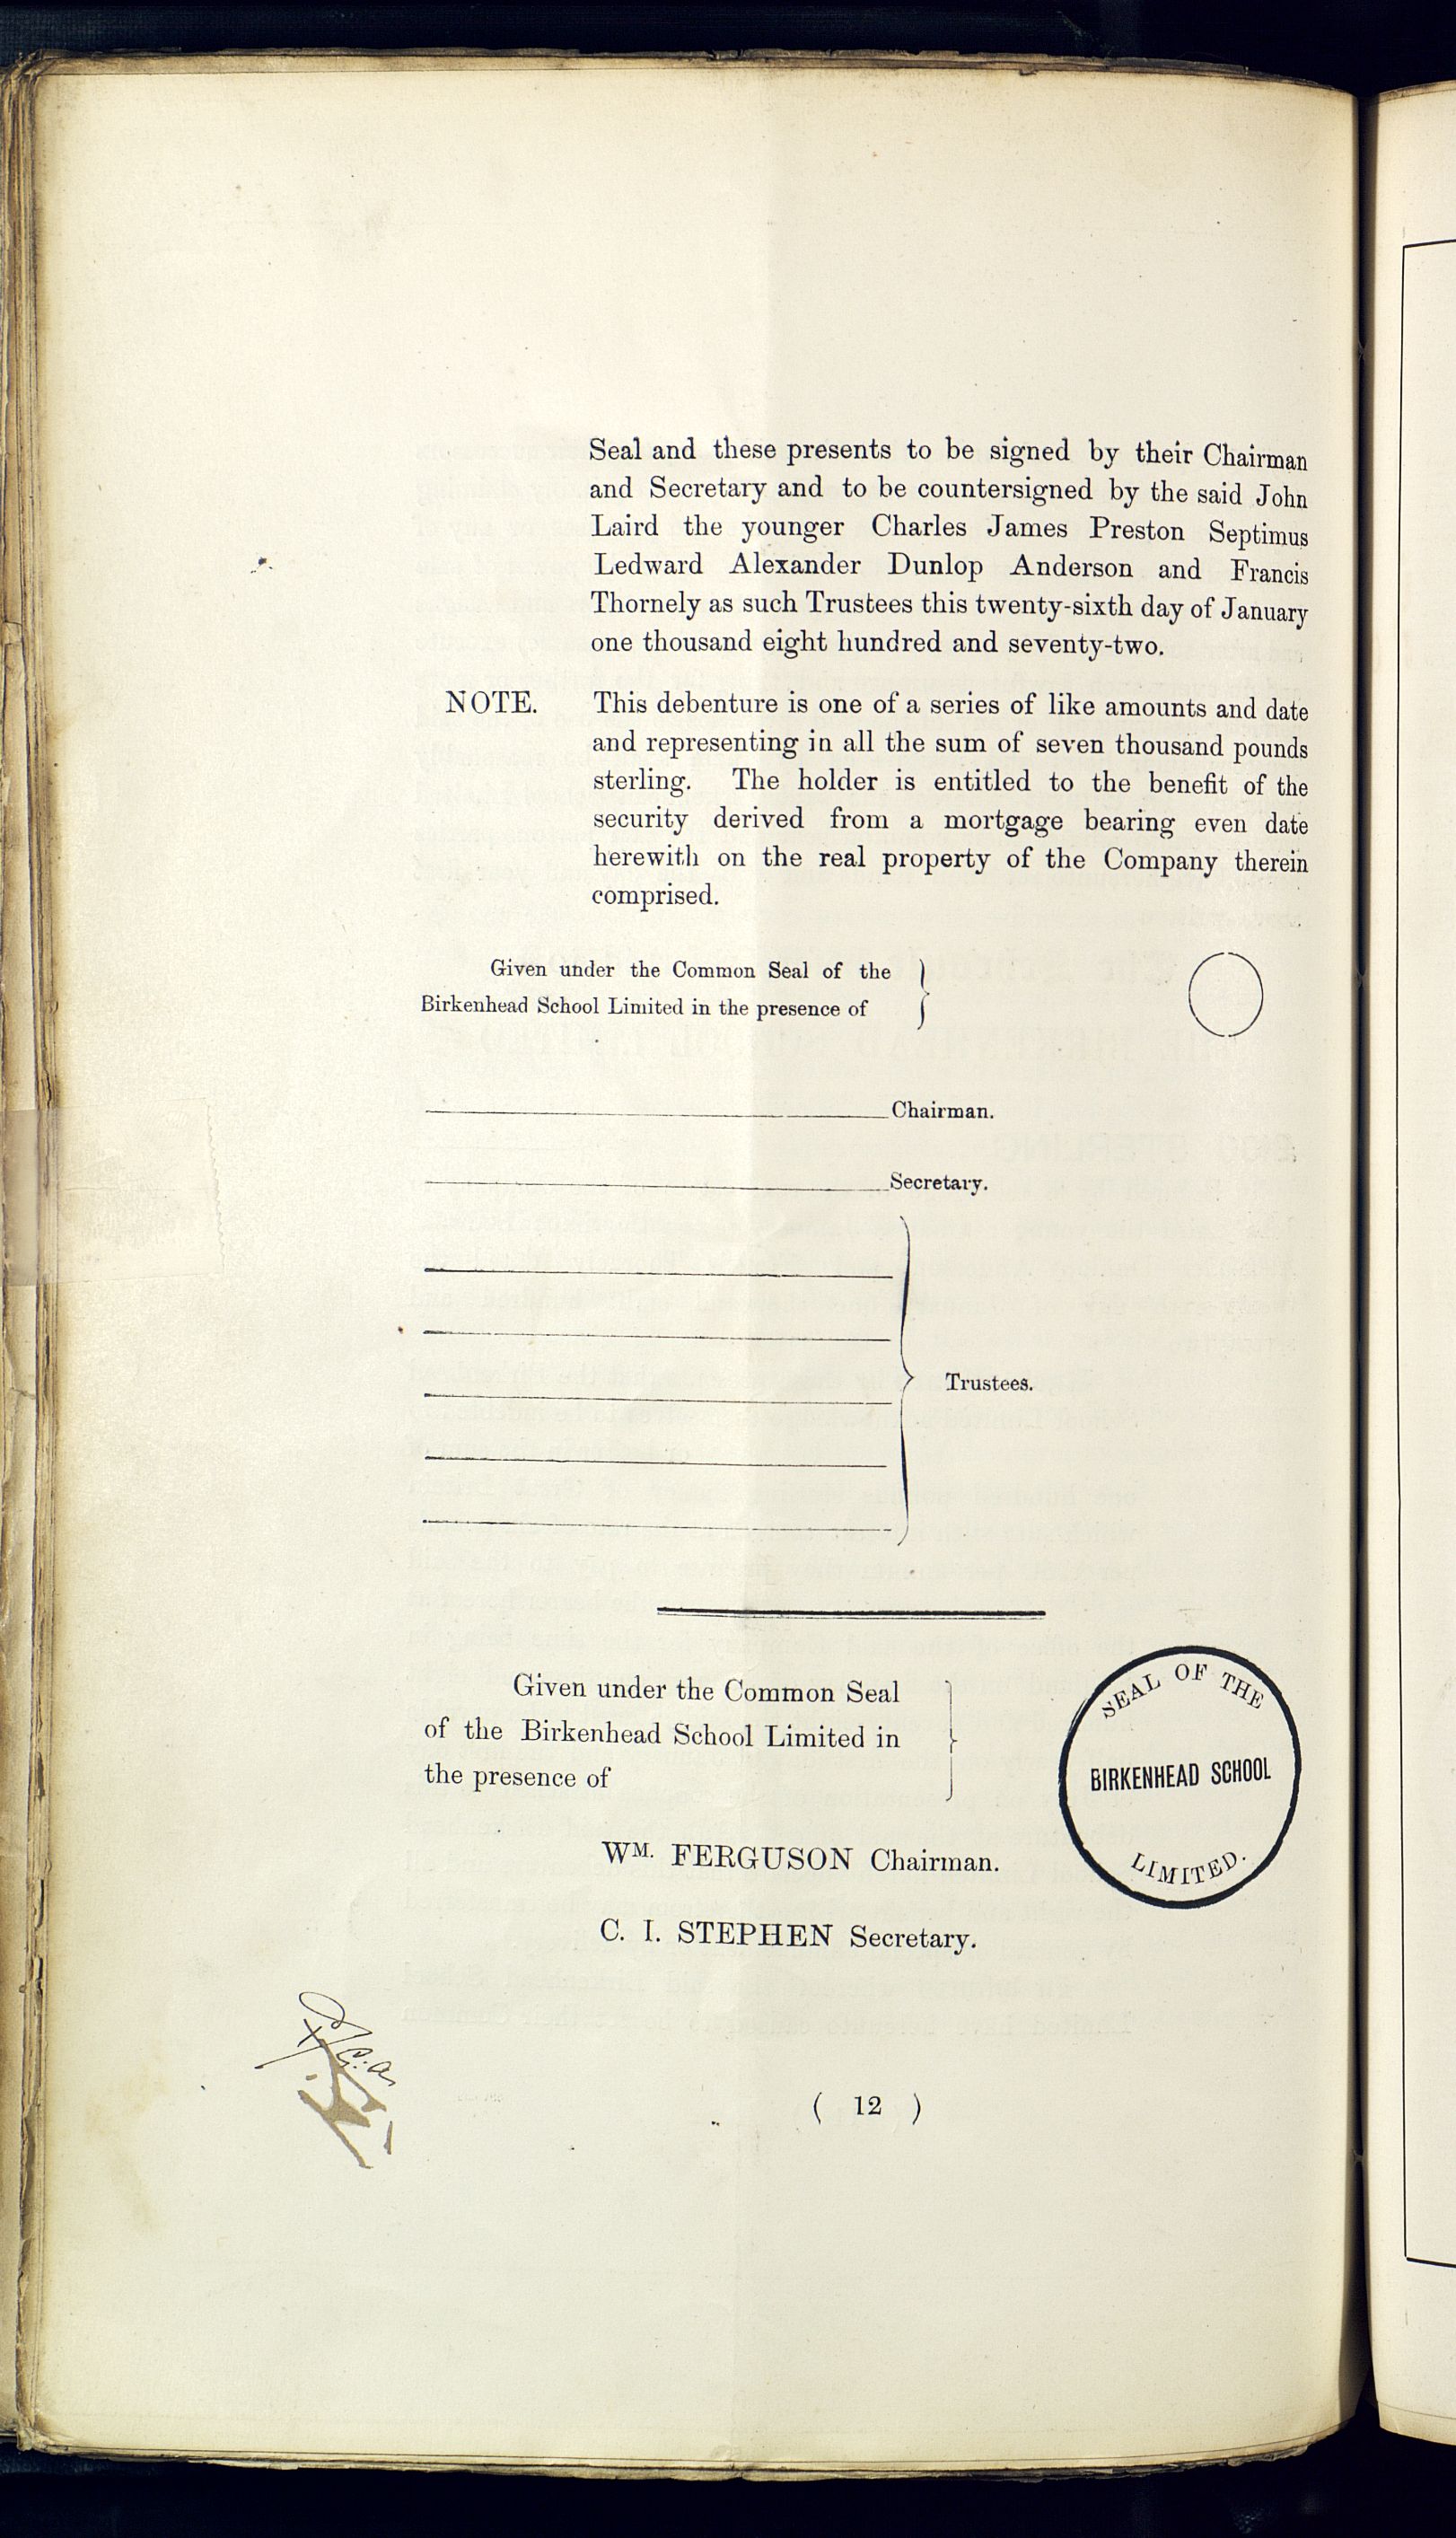 Seal and these presents to be signed by their Chairman
and Secretary and to be countersigned by the said John
Laird the younger Charles James Preston Septimus
Ledward Alexander Dunlop Anderson and Francis
Thornely as such Trustees this twenty-sixth day of January
one thousand eight hundred and seventy-two.
NOTE. This debenture is one of a series of like amounts and date
and representing in all the sum of seven thousand pounds
sterling. The holder is entitled to the benefit of the
security derived from a mortgage bearing even date
herewith on the real property of the Company therein
comprised.
Given under the Common Seal of the
Birkenhead School Limited in the presence of
Chairman.
Secretary.
Trustees.
Given under the Common Seal
of the Birkenhead School Limited in
the presence of
SEAL OF THE
BIRKENHEAD SCHOOL
LIMITED.
WM. FERGUSON Chairman.
C. I. STEPHEN Secretary.
( 12 )